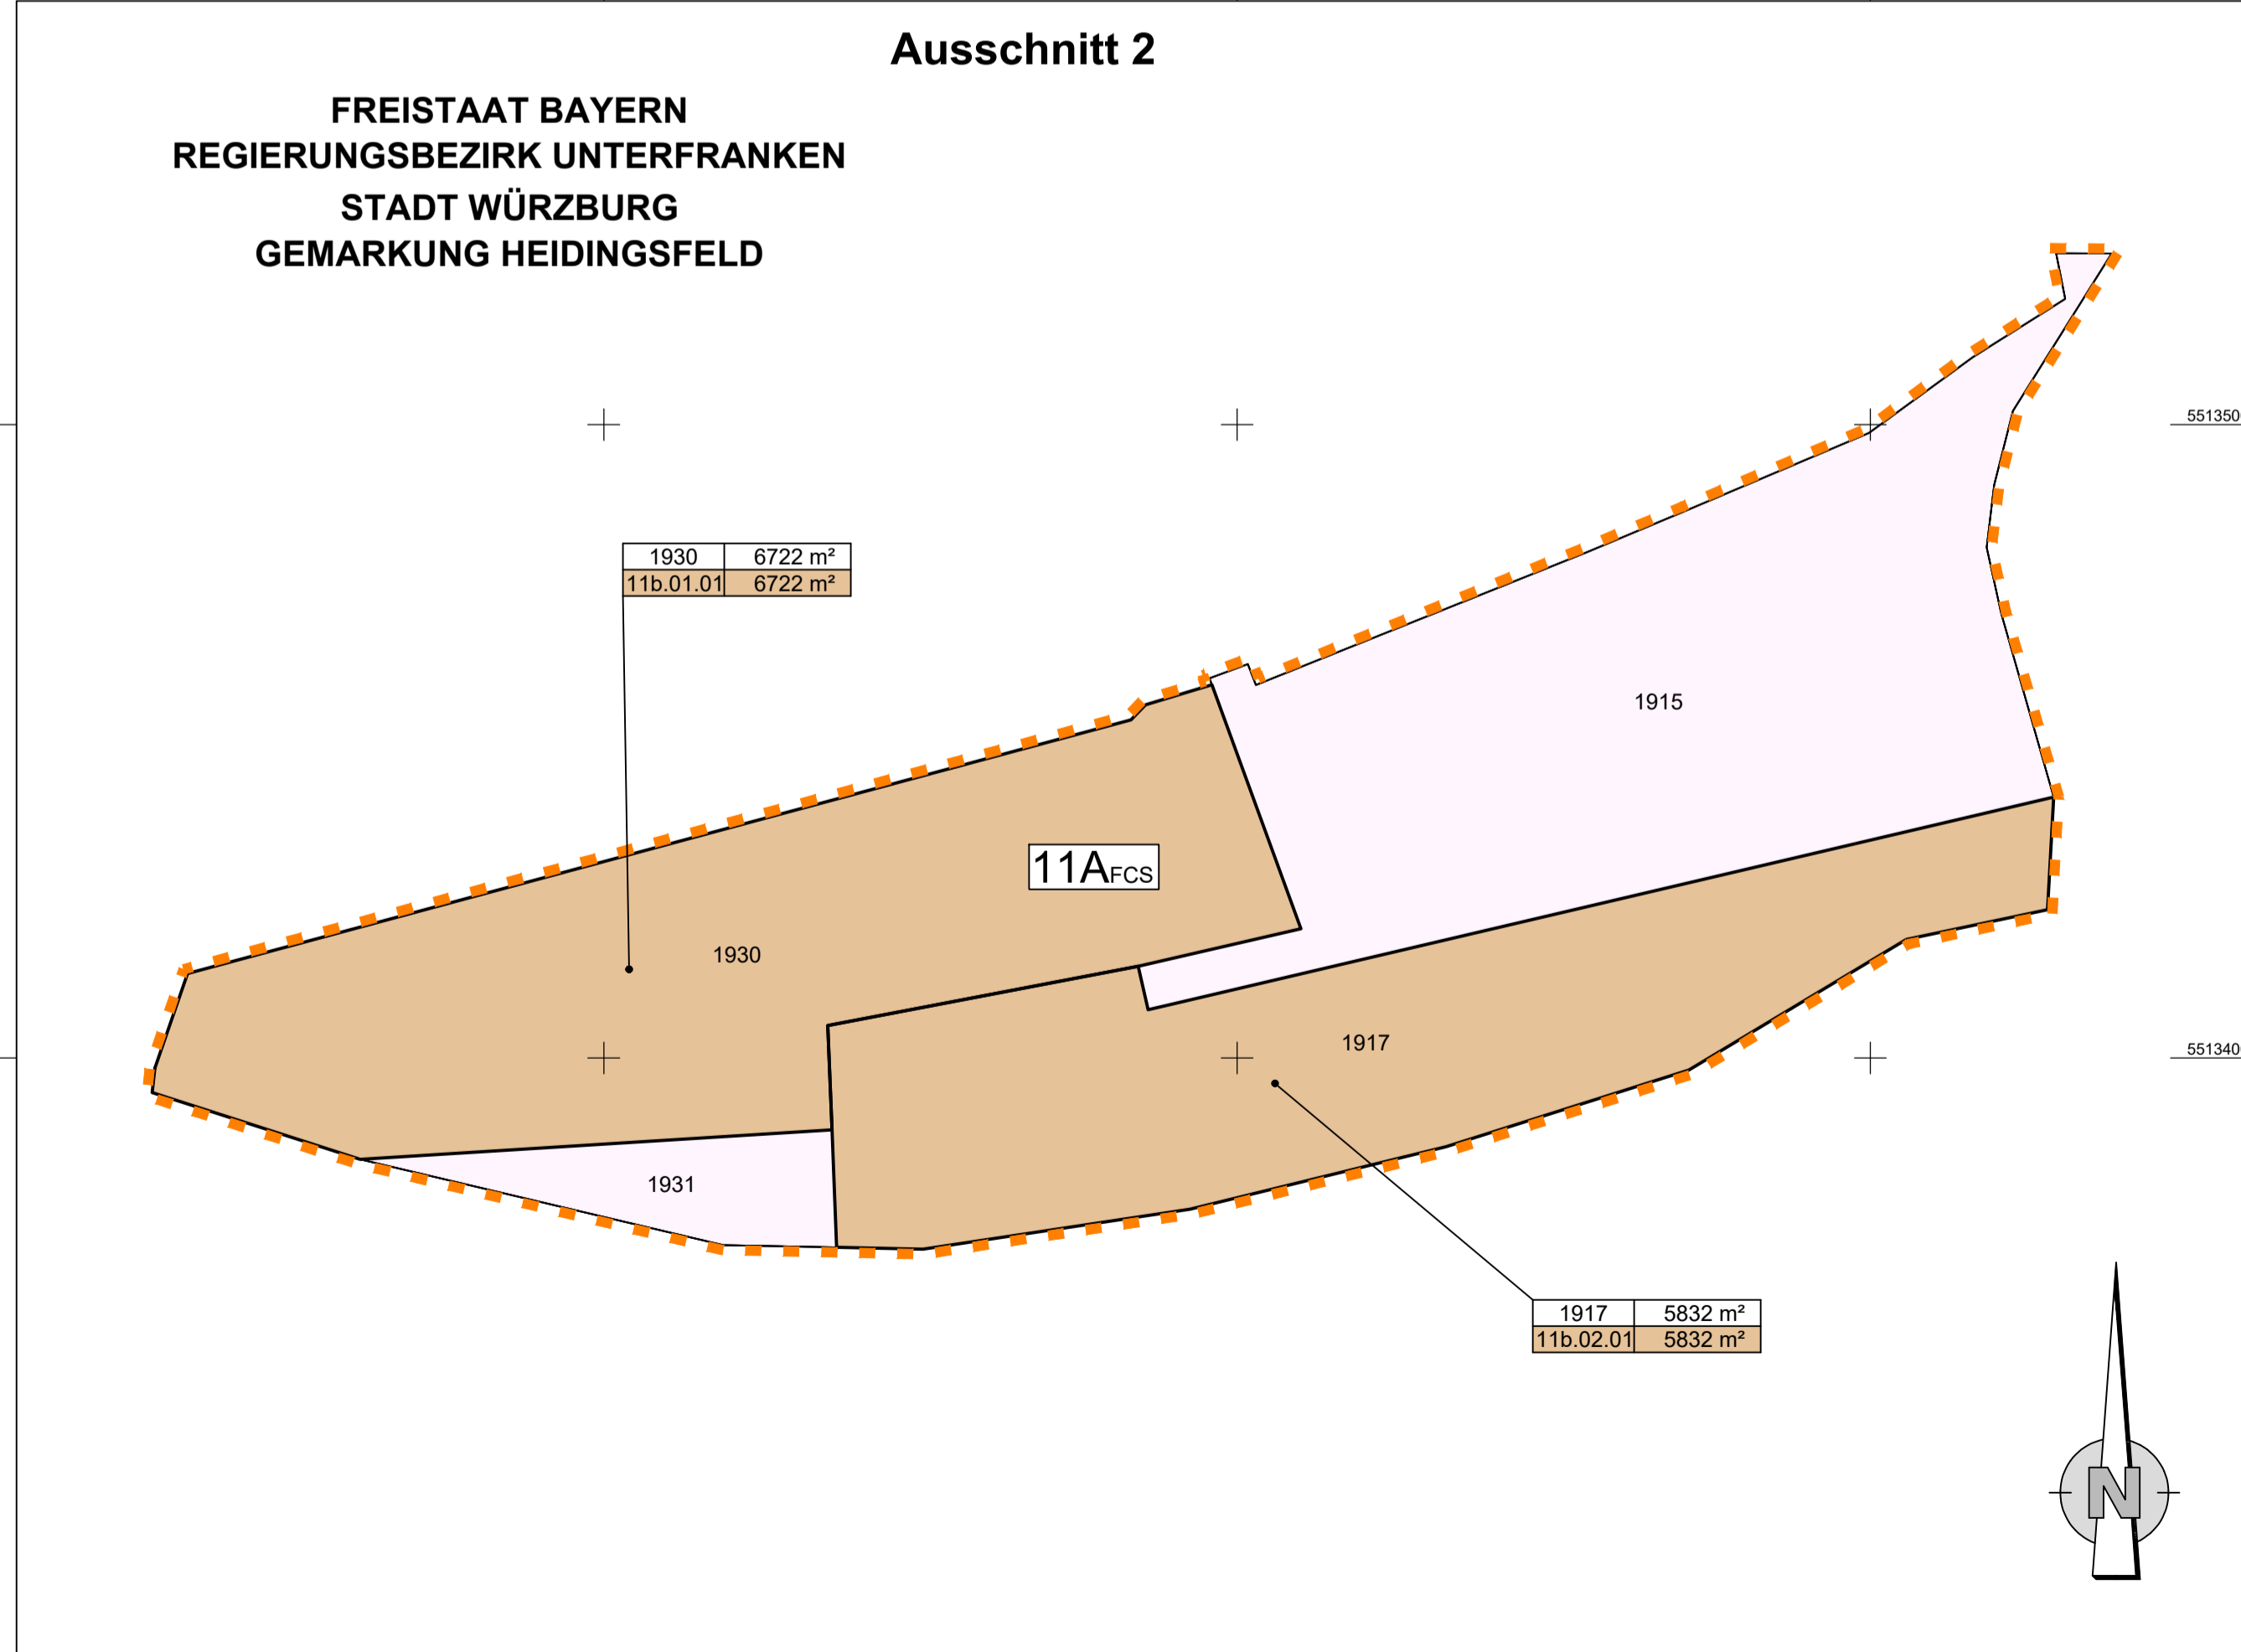 Ausschnitt 2
FREISTAAT BAYERN
REGIERUNGSBEZIRK UNTERFRANKEN
STADT WÜRZBURG
GEMARKUNG HEIDINGSFELD
551350
1930 6722 m²
11b.01.01 6722 m²
1915
11AFCS
1930
1917
551340
1931
1917 5832 m²
11b.02.01 5832 m²
N